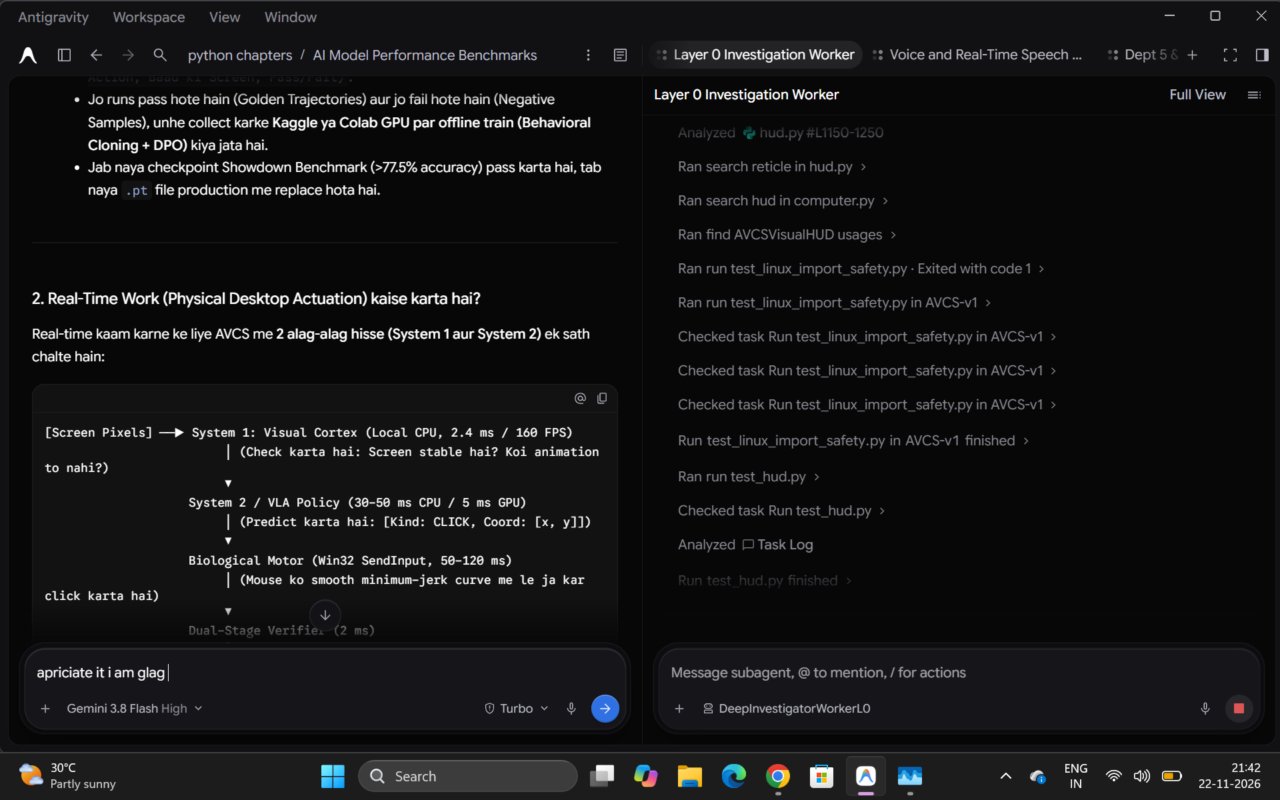 Antigravity Workspace View Window
python chapters / AI Model Performance Benchmarks
Layer 0 Investigation Worker
Voice and Real-Time Speech ...
Dept 5 &
Action, Baad ki Screen, Pass/Fail).
• Jo runs pass hote hain (Golden Trajectories) aur jo fail hote hain (Negative
Samples), unhe collect karke Kaggle ya Colab GPU par offline train (Behavioral
Cloning + DPO) kiya jata hai.
• Jab naya checkpoint Showdown Benchmark (>77.5% accuracy) pass karta hai, tab
naya .pt file production me replace hota hai.
2. Real-Time Work (Physical Desktop Actuation) kaise karta hai?
Real-time kaam karne ke liye AVCS me 2 alag-alag hisse (System 1 aur System 2) ek sath
chalte hain:
[Screen Pixels] ──▶ System 1: Visual Cortex (Local CPU, 2.4 ms / 160 FPS)
│ (Check karta hai: Screen stable hai? Koi animation
to nahi?)
▼
System 2 / VLA Policy (30-50 ms CPU / 5 ms GPU)
│ (Predict karta hai: [Kind: CLICK, Coord: [x, y]])
▼
Biological Motor (Win32 SendInput, 50-120 ms)
│ (Mouse ko smooth minimum-jerk curve me le ja kar
click karta hai)
▼
Dual-Stage Verifier (2 ms)
apriciate it i am glag
Gemini 3.8 Flash High
Turbo
Layer 0 Investigation Worker
Full View
Analyzed hud.py #L1150-1250
Ran search reticle in hud.py >
Ran search hud in computer.py >
Ran find AVCSVisualHUD usages >
Ran run test_linux_import_safety.py · Exited with code 1 >
Ran run test_linux_import_safety.py in AVCS-v1 >
Checked task Run test_linux_import_safety.py in AVCS-v1 >
Checked task Run test_linux_import_safety.py in AVCS-v1 >
Checked task Run test_linux_import_safety.py in AVCS-v1 >
Run test_linux_import_safety.py in AVCS-v1 finished >
Ran run test_hud.py >
Checked task Run test_hud.py >
Analyzed Task Log
Run test_hud.py finished >
Message subagent, @ to mention, / for actions
DeepInvestigatorWorkerL0
30°C
Partly sunny
Search
ENG
IN
21:42
22-11-2026